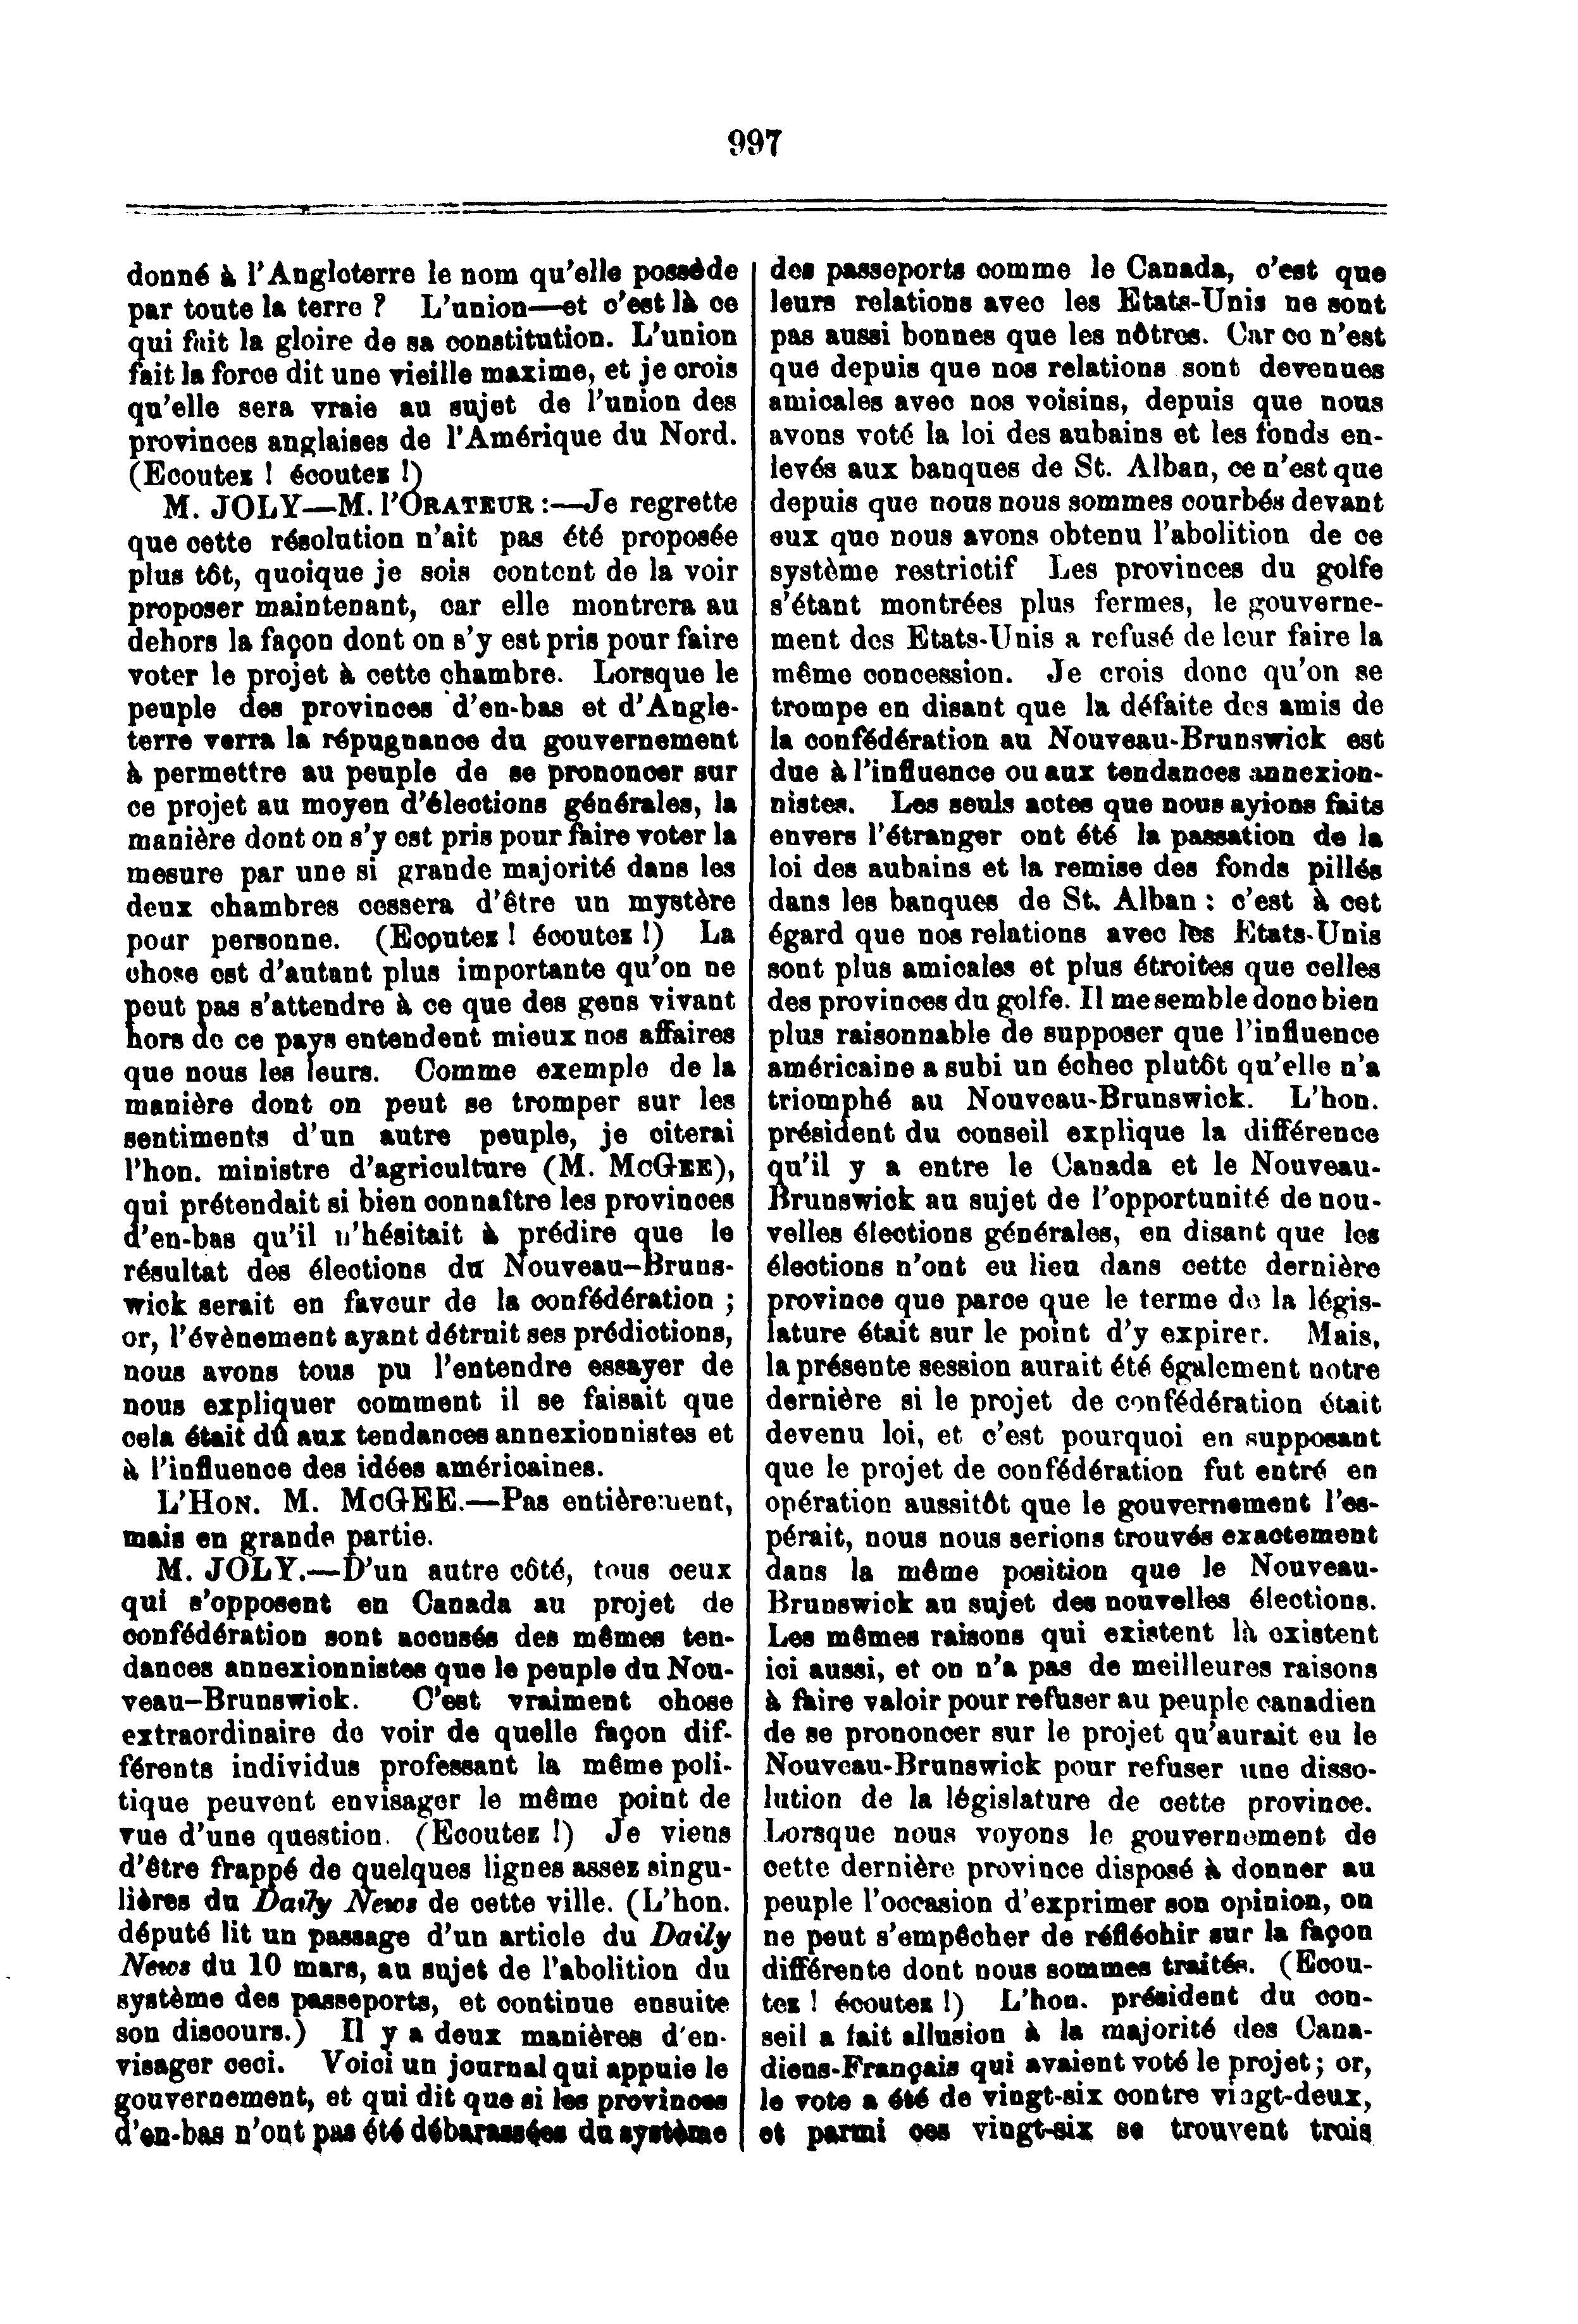 997
donné à l'Angleterre le nom qu'elle possède
par toute la terre ? L'union—et c'est là ce
qui fait la gloire de sa constitution. L'union
fait la force dit une vieille maxime, et je crois
qu'elle sera vraie au sujet de l'union des
provinces anglaises de l'Amérique du Nord.
(Ecoutez ! écoutez !)
M. JOLY—M. l'ORATEUR :—Je regrette
que cette résolution n'ait pas été proposée
plus tôt, quoique je sois content de la voir
proposer maintenant, car elle montrera au
dehors la façon dont on s'y est pris pour faire
voter le projet à cette chambre. Lorsque le
peuple des provinces d'en-bas et d'Angle-
terre verra la répugnance du gouvernement
à permettre au peuple de se prononcer sur
ce projet au moyen d'élections générales, la
manière dont on s'y est pris pour faire voter la
mesure par une si grande majorité dans les
deux chambres cessera d'être un mystère
pour personne. (Ecoutez ! écoutez !) La
chose est d'autant plus importante qu'on ne
peut pas s'attendre à ce que des gens vivant
hors de ce pays entendent mieux nos affaires
que nous les leurs. Comme exemple de la
manière dont on peut se tromper sur les
sentiments d'un autre peuple, je citerai
l'hon. ministre d'agriculture (M. McGEE),
qui prétendait si bien connaître les provinces
d'en-bas qu'il n'hésitait à prédire que le
résultat des élections du Nouveau–Bruns-
wick serait en faveur de la confédération ;
or, l'évènement ayant détruit ses prédictions,
nous avons tous pu l'entendre essayer de
nous expliquer comment il se faisait que
cela était dû aux tendances annexionnistes et
à l'influence des idées américaines.
L'HON. M. McGEE.—Pas entièrement,
mais en grande partie.
M. JOLY.—D'un autre côté, tous ceux
qui s'opposent en Canada au projet de
confédération sont accusés des mêmes ten-
dances annexionnistes que le peuple du Nou-
veau–Brunswick. C'est vraiment chose
extraordinaire de voir de quelle façon dif-
férents individus professant la même poli-
tique peuvent envisager le même point de
vue d'une question. (Ecoutez !) Je viens
d'être frappé de quelques lignes assez singu-
lières du Daily News de cette ville. (L'hon.
député lit un passage d'un article du Daily
News du 10 mars, au sujet de l'abolition du
système des passeports, et continue ensuite
son discours.) Il y a deux manières d'en-
visager ceci. Voici un journal qui appuie le
gouvernement, et qui dit que si les provinces
d'en-bas n'ont pas été débarassées du système
des passeports comme le Canada, c'est que
leurs relations avec les Etats-Unis ne sont
pas aussi bonnes que les nôtres. Car ce n'est
que depuis que nos relations sont devenues
amicales avec nos voisins, depuis que nous
avons voté la loi des aubains et les fonds en-
levés aux banques de St. Alban, ce n'est que
depuis que nous nous sommes courbés devant
eux que nous avons obtenu l'abolition de ce
système restrictif Les provinces du golfe
s'étant montrées plus fermes, le gouverne-
ment des Etats-Unis a refusé de leur faire la
même concession. Je crois donc qu'on se
trompe en disant que la défaite des amis de
la confédération au Nouveau-Brunswick est
due à l'influence ou aux tendances annexion-
nistes. Les seuls actes que nous ayions faits
envers l'étranger ont été la passation de la
loi des aubains et la remise des fonds pillés
dans les banques de St. Alban : c'est à cet
égard que nos relations avec les Etats-Unis
sont plus amicales et plus étroites que celles
des provinces du golfe. Il me semble donc bien
plus raisonnable de supposer que l'influence
américaine a subi un échec plutôt qu'elle n'a
triomphé au Nouveau-Brunswick. L'hon.
président du conseil explique la différence
qu'il y a entre le Canada et le Nouveau-
Brunswick au sujet de l'opportunité de nou-
velles élections générales, en disant que les
élections n'ont eu lieu dans cette dernière
province que parce que le terme de la légis-
lature était sur le point d'y expirer. Mais,
la présente session aurait été également notre
dernière si le projet de confédération était
devenu loi, et c'est pourquoi en supposant
que le projet de confédération fut entré en
opération aussitôt que le gouvernement l'es-
pérait, nous nous serions trouvés exactement
dans la même position que le Nouveau-
Brunswick au sujet des nouvelles élections.
Les mêmes raisons qui existent là existent
ici aussi, et on n'a pas de meilleures raisons
à faire valoir pour refuser au peuple canadien
de se prononcer sur le projet qu'aurait eu le
Nouveau-Brunswick pour refuser une disso-
lution de la législature de cette province.
Lorsque nous voyons le gouvernement de
cette dernière province disposé à donner au
peuple l'occasion d'exprimer son opinion, on
ne peut s'empêcher de réfléchir sur la façon
différente dont nous sommes traités. (Ecou-
tez ! écoutez !) L'hon. président du con-
seil a fait allusion à la majorité des Cana-
diens-Français qui avaient voté le projet ; or,
le vote a été de vingt-six contre vingt-deux,
et parmi ces vingt-six se trouvent trois